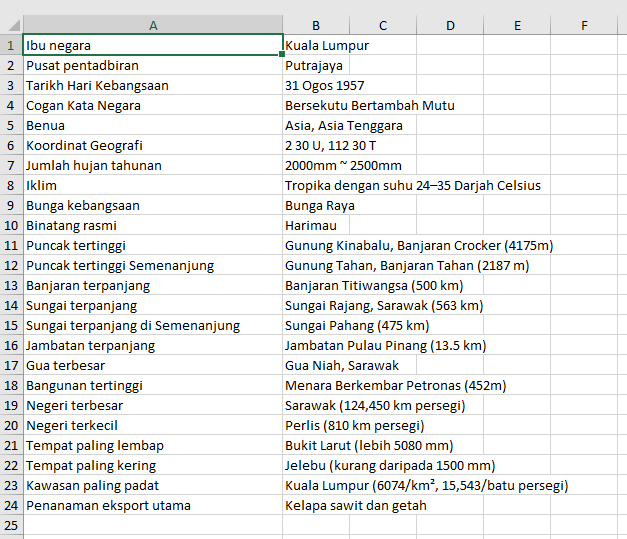 A B C D E F
1 Ibu negara Kuala Lumpur
2 Pusat pentadbiran Putrajaya
3 Tarikh Hari Kebangsaan 31 Ogos 1957
4 Cogan Kata Negara Bersekutu Bertambah Mutu
5 Benua Asia, Asia Tenggara
6 Koordinat Geografi 2 30 U, 112 30 T
7 Jumlah hujan tahunan 2000mm ~ 2500mm
8 Iklim Tropika dengan suhu 24–35 Darjah Celsius
9 Bunga kebangsaan Bunga Raya
10 Binatang rasmi Harimau
11 Puncak tertinggi Gunung Kinabalu, Banjaran Crocker (4175m)
12 Puncak tertinggi Semenanjung Gunung Tahan, Banjaran Tahan (2187 m)
13 Banjaran terpanjang Banjaran Titiwangsa (500 km)
14 Sungai terpanjang Sungai Rajang, Sarawak (563 km)
15 Sungai terpanjang di Semenanjung Sungai Pahang (475 km)
16 Jambatan terpanjang Jambatan Pulau Pinang (13.5 km)
17 Gua terbesar Gua Niah, Sarawak
18 Bangunan tertinggi Menara Berkembar Petronas (452m)
19 Negeri terbesar Sarawak (124,450 km persegi)
20 Negeri terkecil Perlis (810 km persegi)
21 Tempat paling lembap Bukit Larut (lebih 5080 mm)
22 Tempat paling kering Jelebu (kurang daripada 1500 mm)
23 Kawasan paling padat Kuala Lumpur (6074/km², 15,543/batu persegi)
24 Penanaman eksport utama Kelapa sawit dan getah
25